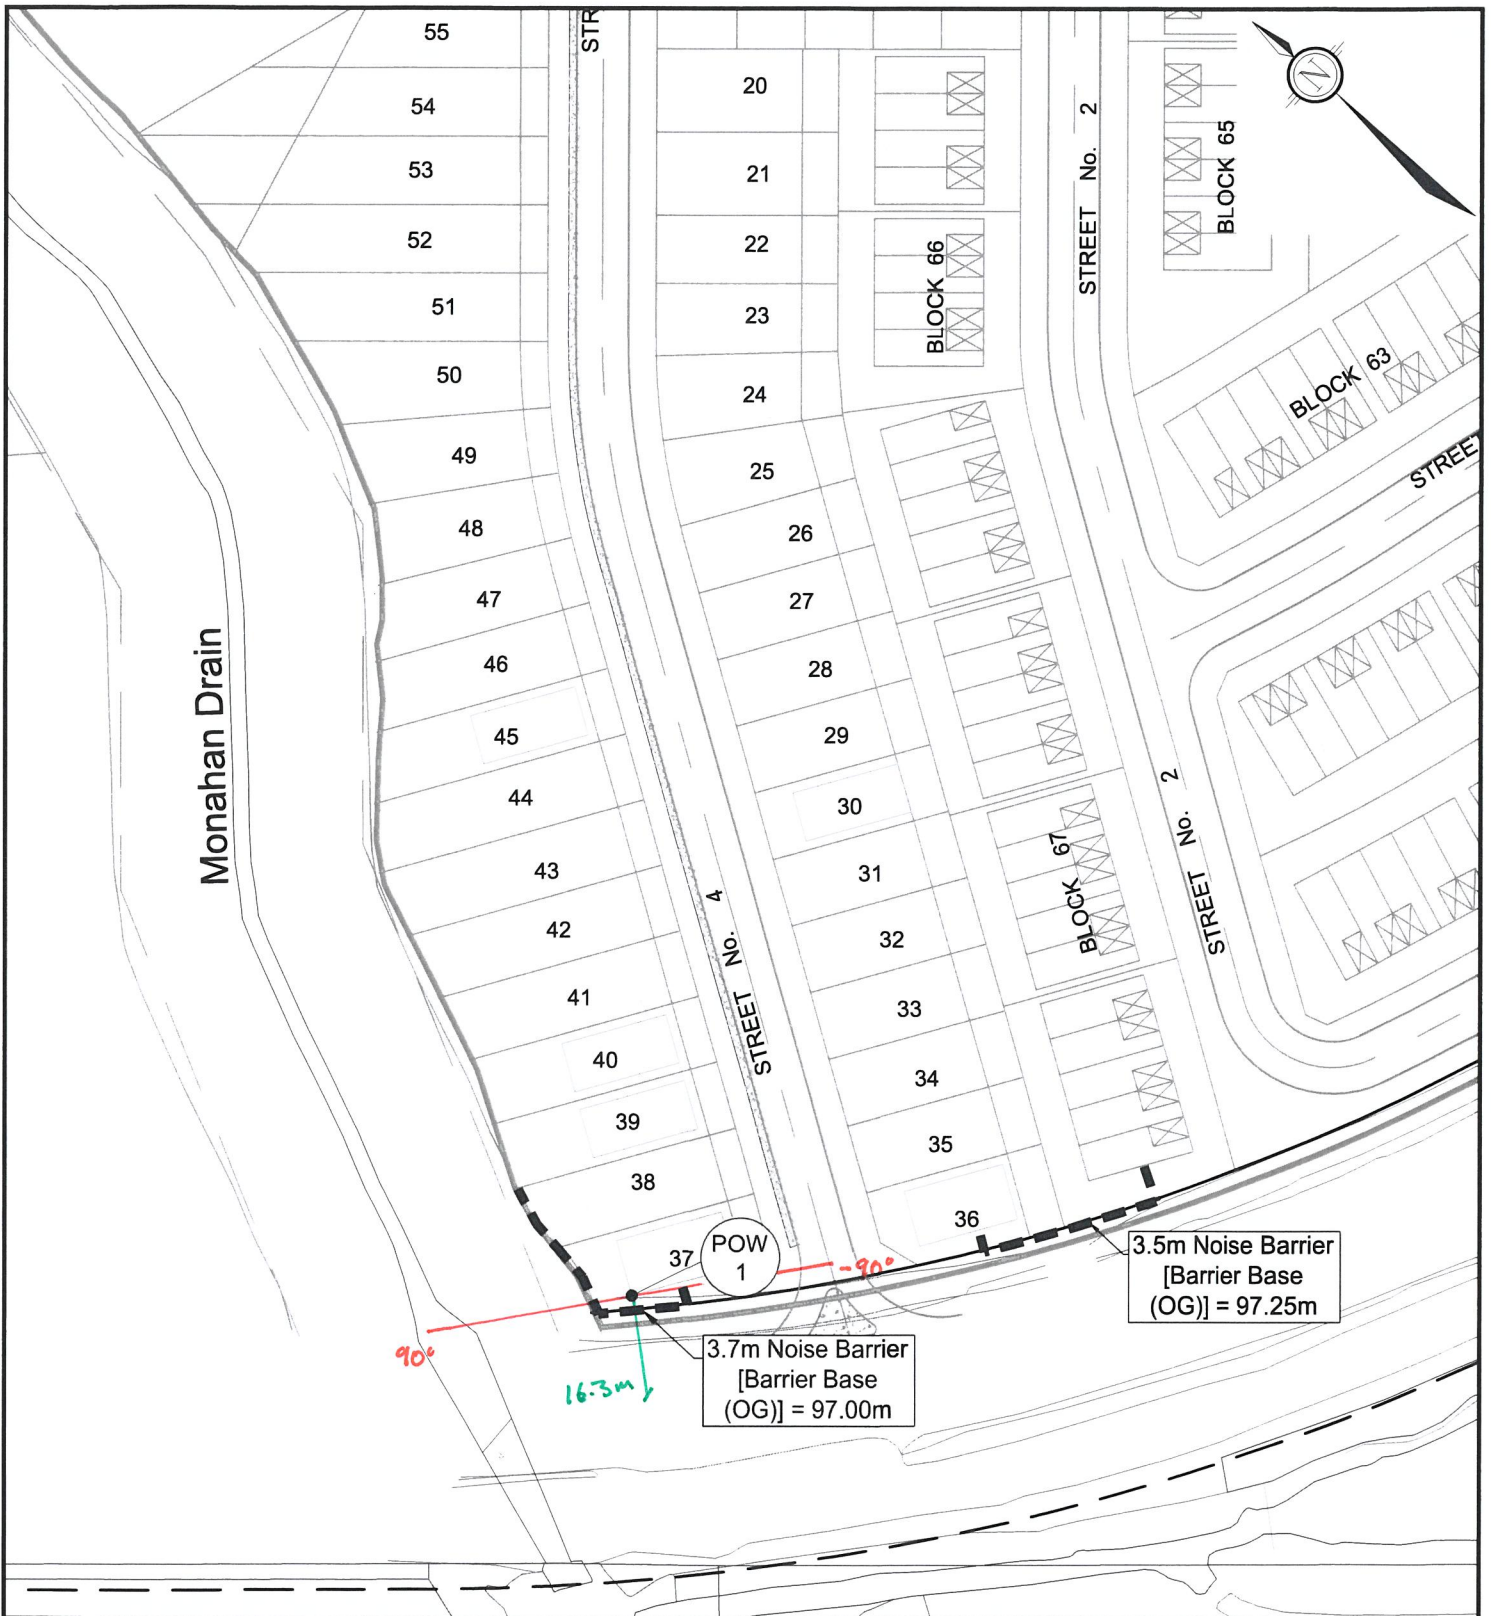 55
54
53
52
51
50
49
48
47
46
45
44
43
42
41
40
39
38
37
STR
20
21
22
23
24
25
26
27
28
29
30
31
32
33
34
35
36
BLOCK 66
STREET No. 2
BLOCK 65
N
BLOCK 63
STREET
Monahan Drain
STREET No. 4
BLOCK 67
STREET No. 2
POW
1
-90°
90°
16.3m
3.7m Noise Barrier
[Barrier Base
(OG)] = 97.00m
3.5m Noise Barrier
[Barrier Base
(OG)] = 97.25m